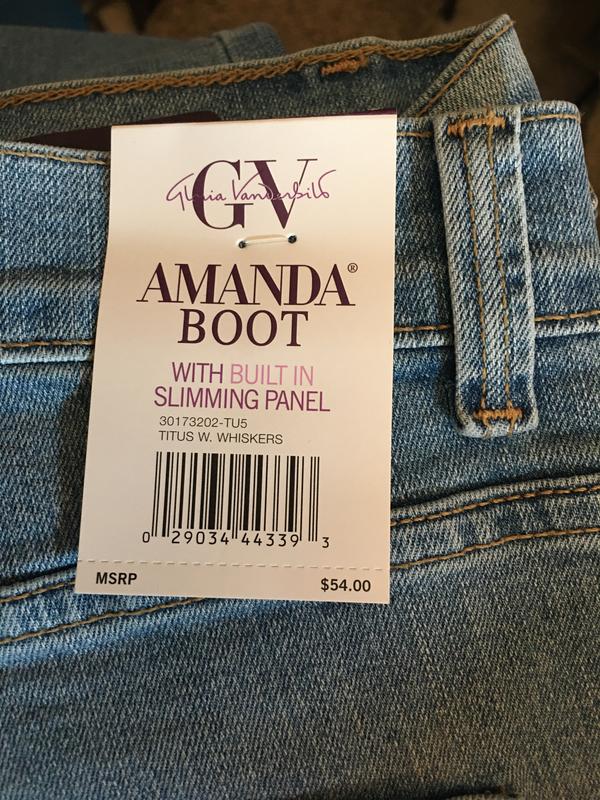 GV
Gloria Vanderbilt
AMANDA®
BOOT
WITH BUILT IN
SLIMMING PANEL
30173202-TU5
TITUS W. WHISKERS
0 29034 44339 3
MSRP $54.00